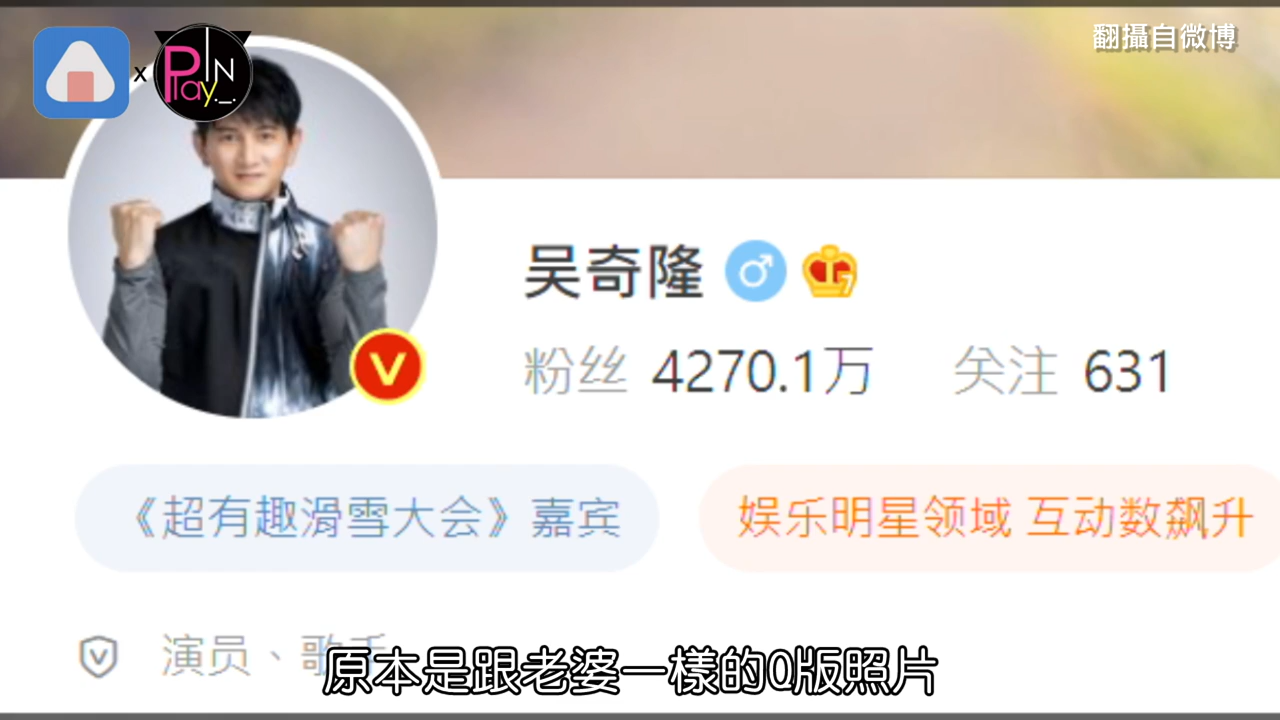 翻攝自微博
x
PlayIN
吴奇隆
7
粉丝 4270.1万 关注 631
《超有趣滑雪大会》嘉宾
娱乐明星领域 互动数飙升
演员、歌手
原本是跟老婆一樣的Q版照片